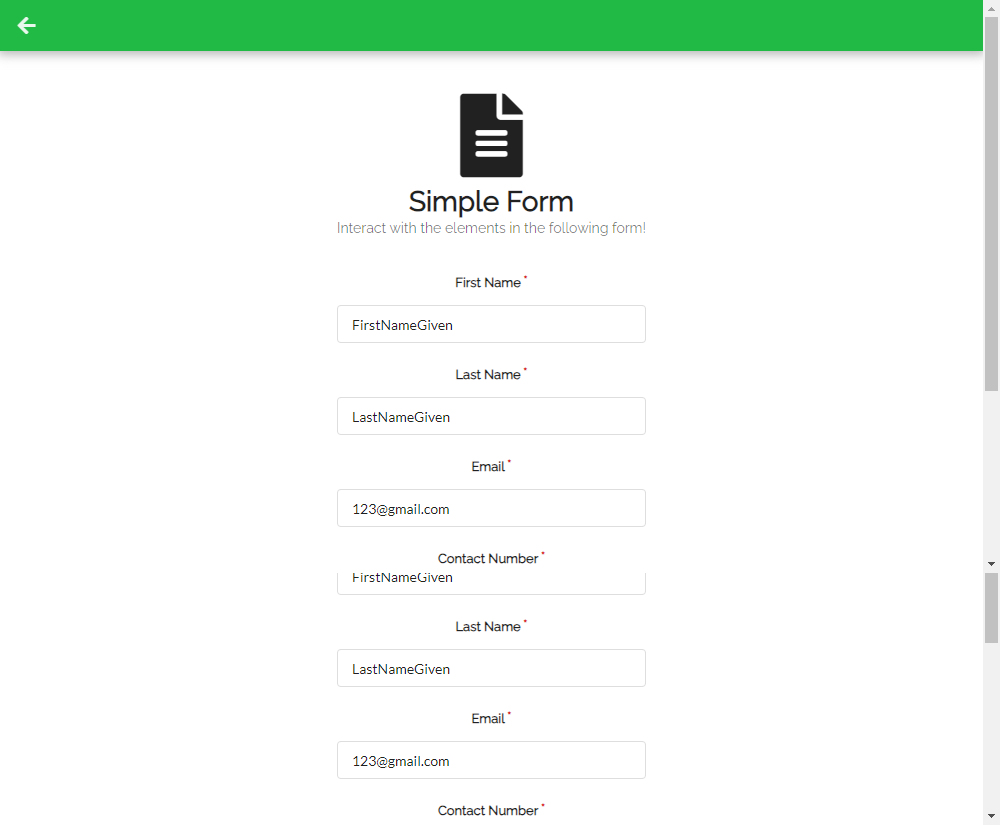 Simple Form
Interact with the elements in the following form!
First Name *
FirstNameGiven
Last Name *
LastNameGiven
Email *
123@gmail.com
Contact Number *
FirstNameGiven
Last Name *
LastNameGiven
Email *
123@gmail.com
Contact Number *